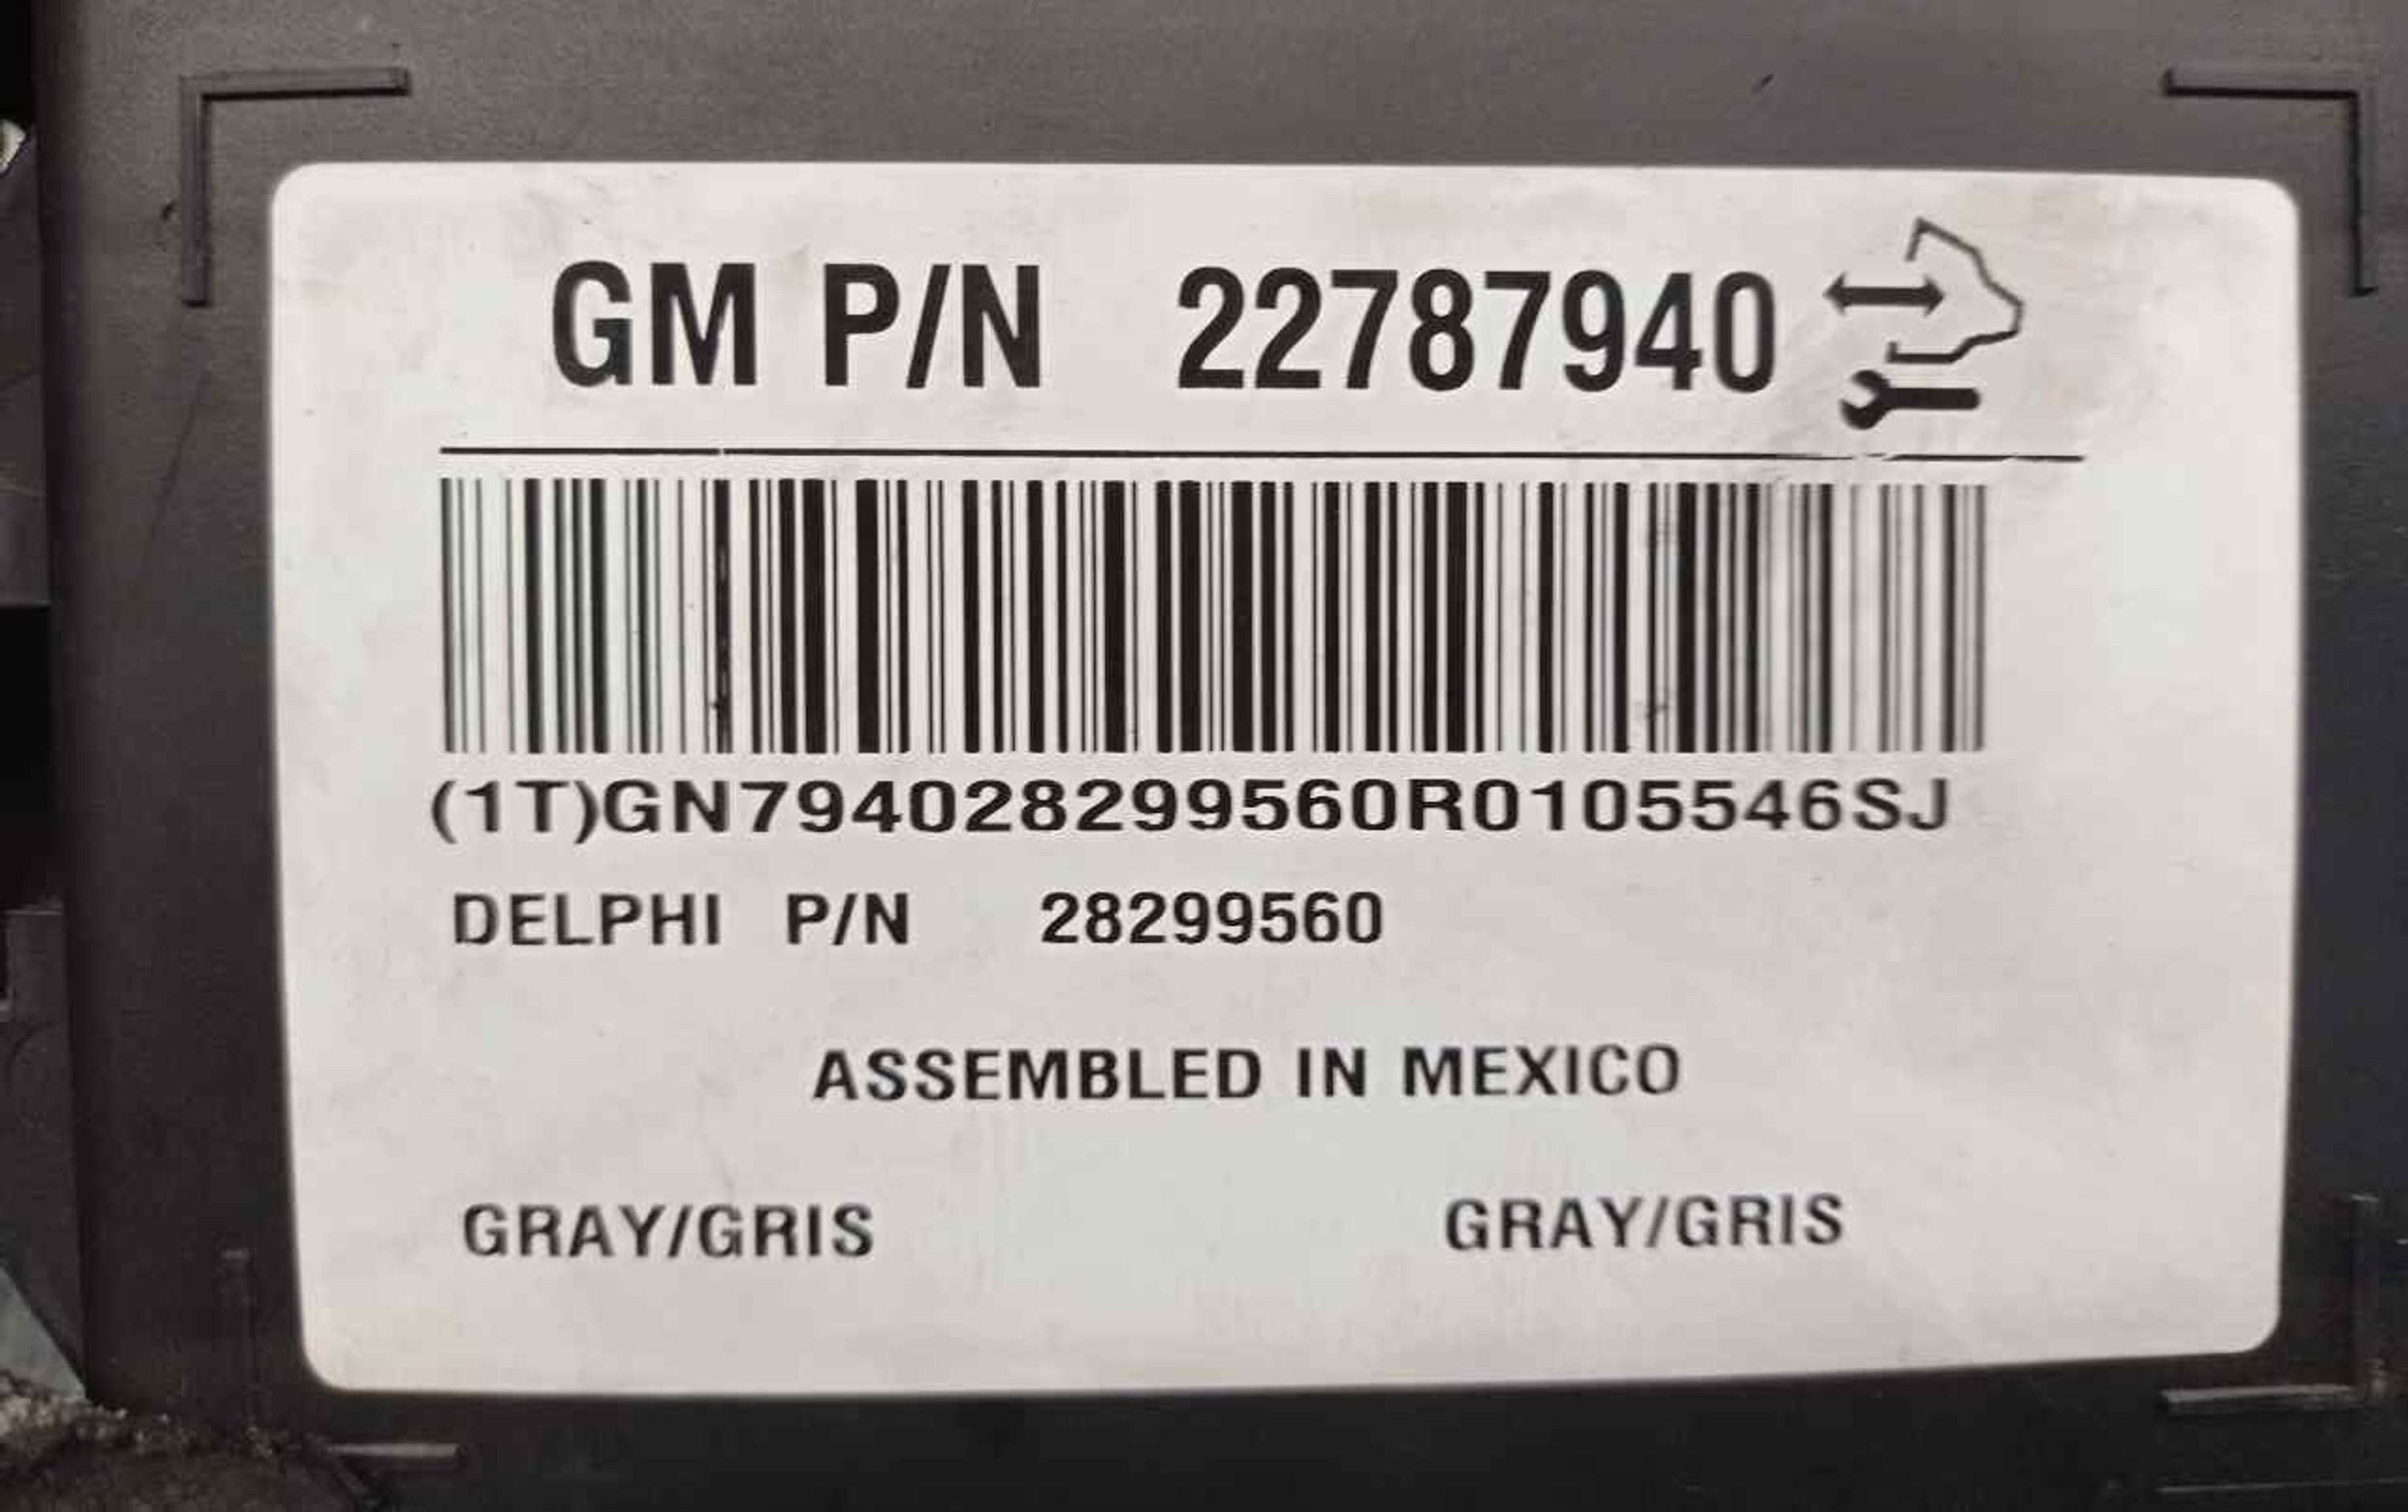 GM P/N 22787940
(1T)GN794028299560R0105546SJ
DELPHI P/N 28299560
ASSEMBLED IN MEXICO
GRAY/GRIS GRAY/GRIS